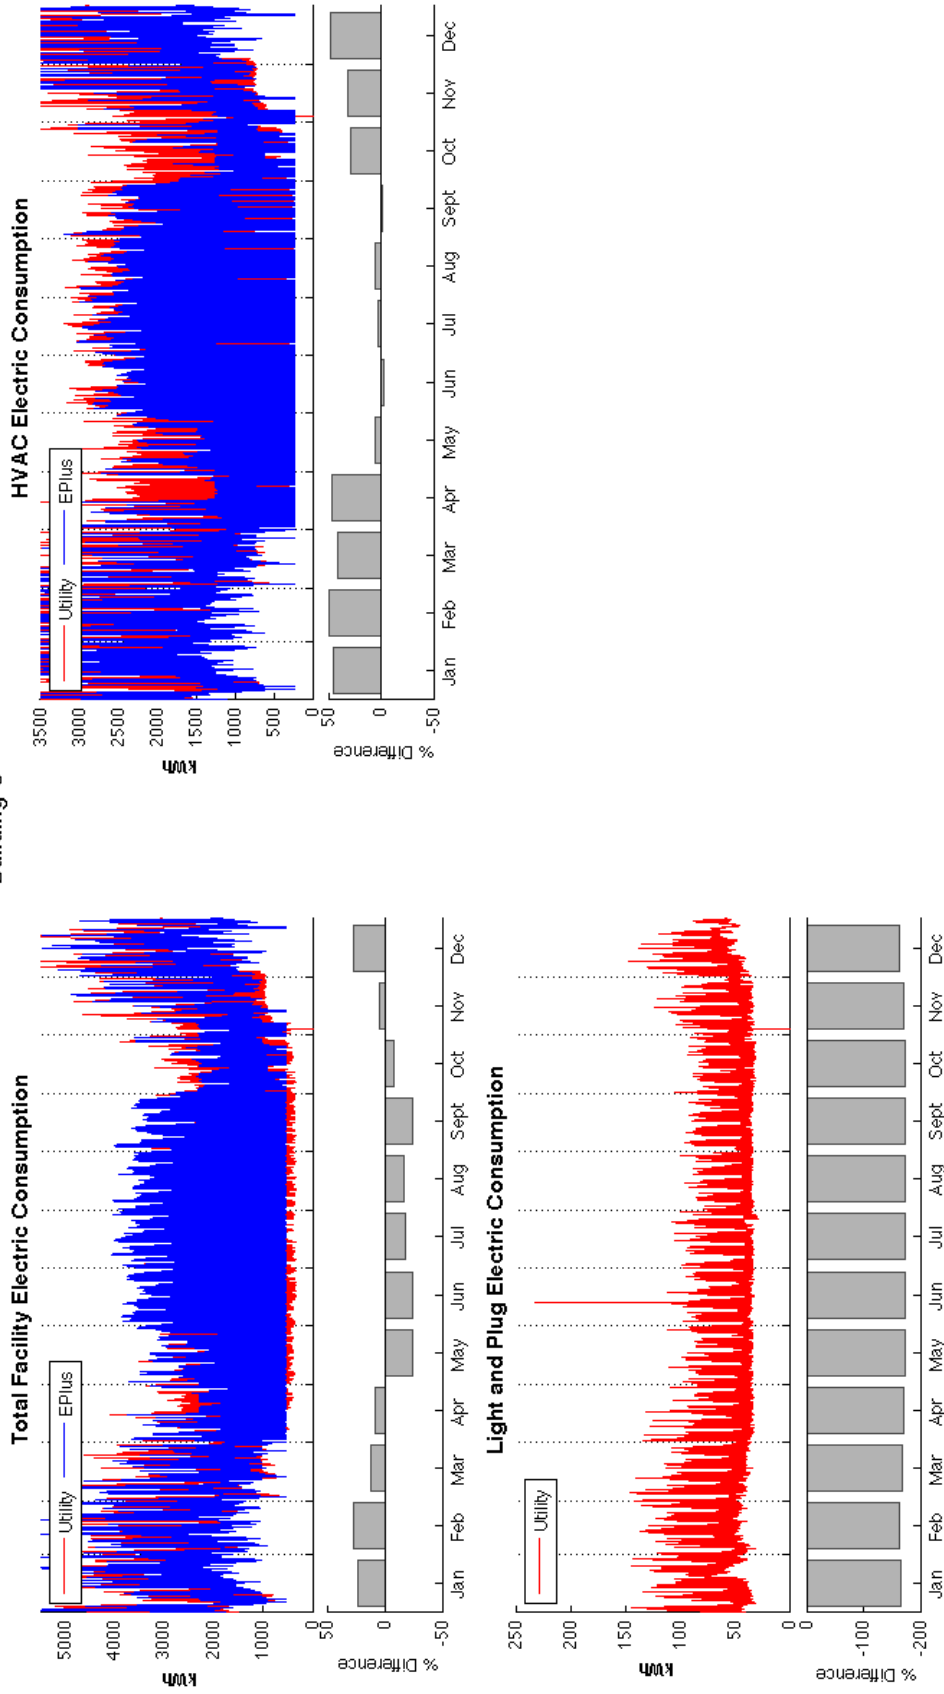 Total Facility Electric Consumption
Utility EPlus
5000
4000
3000
2000
1000
0
kWh
50
0
-50
% Difference
Jan Feb Mar Apr May Jun Jul Aug Sept Oct Nov Dec
HVAC Electric Consumption
Utility EPlus
3500
3000
2500
2000
1500
1000
500
0
kWh
50
0
-50
% Difference
Jan Feb Mar Apr May Jun Jul Aug Sept Oct Nov Dec
Light and Plug Electric Consumption
Utility
250
200
150
100
50
0
kWh
0
-100
-200
% Difference
Jan Feb Mar Apr May Jun Jul Aug Sept Oct Nov Dec